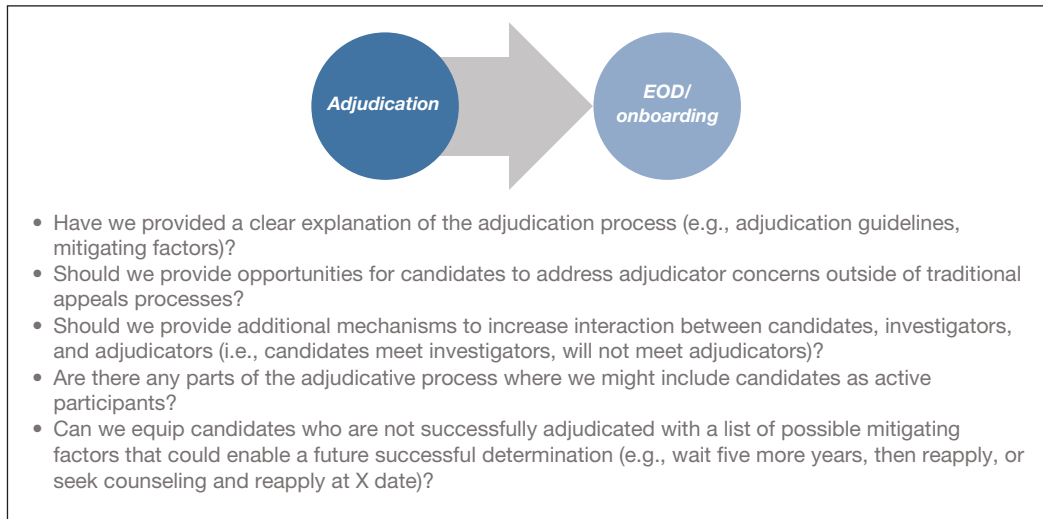 Adjudication
EOD/
onboarding
• Have we provided a clear explanation of the adjudication process (e.g., adjudication guidelines,
mitigating factors)?
• Should we provide opportunities for candidates to address adjudicator concerns outside of traditional
appeals processes?
• Should we provide additional mechanisms to increase interaction between candidates, investigators,
and adjudicators (i.e., candidates meet investigators, will not meet adjudicators)?
• Are there any parts of the adjudicative process where we might include candidates as active
participants?
• Can we equip candidates who are not successfully adjudicated with a list of possible mitigating
factors that could enable a future successful determination (e.g., wait five more years, then reapply, or
seek counseling and reapply at X date)?